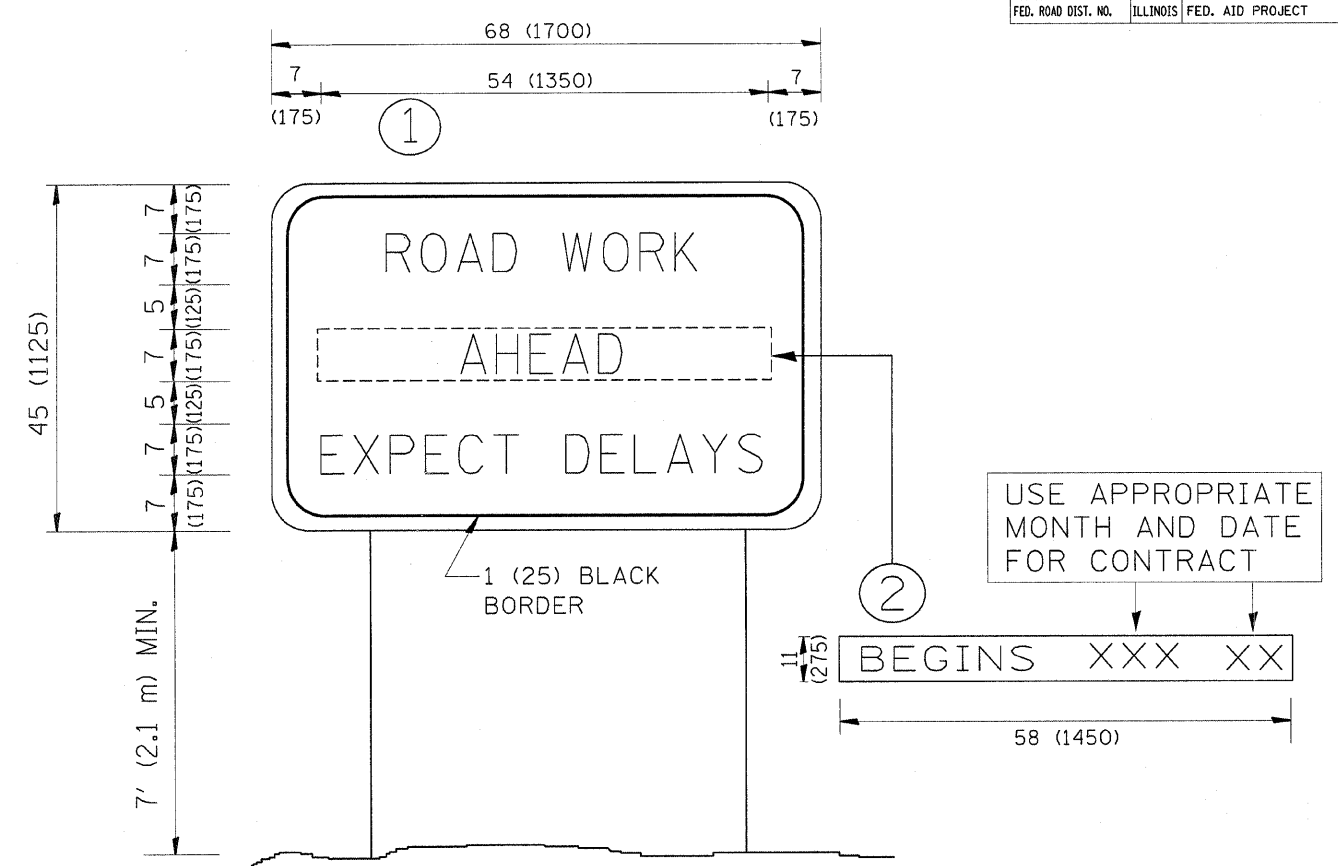 FED. ROAD DIST. NO. ILLINOIS FED. AID PROJECT
68 (1700)
7 54 (1350) 7
(175) (175)
1
45 (1125)
7 (175)
7 (175)
5 (125)
7 (175)
5 (125)
7 (175)
7 (175)
ROAD WORK
AHEAD
EXPECT DELAYS
1 (25) BLACK
BORDER
7' (2.1 m) MIN.
2
USE APPROPRIATE
MONTH AND DATE
FOR CONTRACT
11
(275)
BEGINS XXX XX
58 (1450)